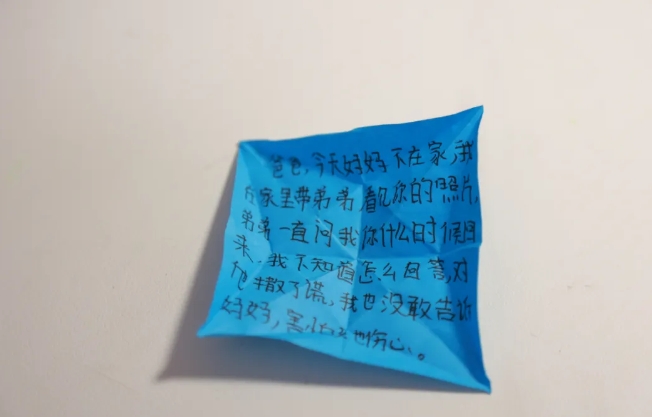 爸爸，今天妈妈不在家，我
在家里带弟弟，看见你的照片，
弟弟一直问我你什么时候回
来，我不知道怎么回答，对
他撒了谎，我也没敢告诉
妈妈，害怕她伤心。